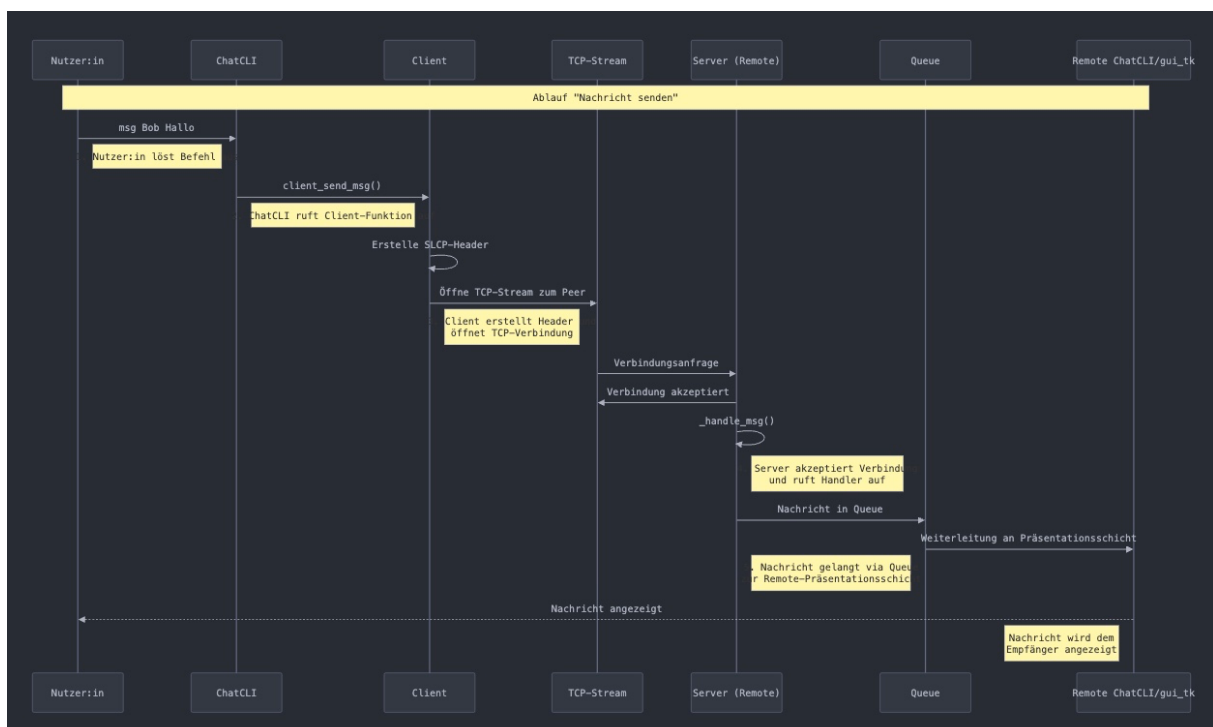 Nutzer:in ChatCLI Client TCP-Stream Server (Remote) Queue Remote ChatCLI/gui_tk
Ablauf "Nachricht senden"
msg Bob Hallo
Nutzer:in löst Befehl
client_send_msg()
ChatCLI ruft Client-Funktion
Erstelle SLCP-Header
Öffne TCP-Stream zum Peer
Client erstellt Header
öffnet TCP-Verbindung
Verbindungsanfrage
Verbindung akzeptiert
_handle_msg()
Server akzeptiert
und ruft Handler auf
Nachricht in Queue
Weiterleitung an Präsentationsschicht
. Nachricht gelangt via
Nachricht angezeigt
Nachricht wird dem
Empfänger angezeigt
Nutzer:in ChatCLI Client TCP-Stream Server (Remote) Queue Remote ChatCLI/gui_tk